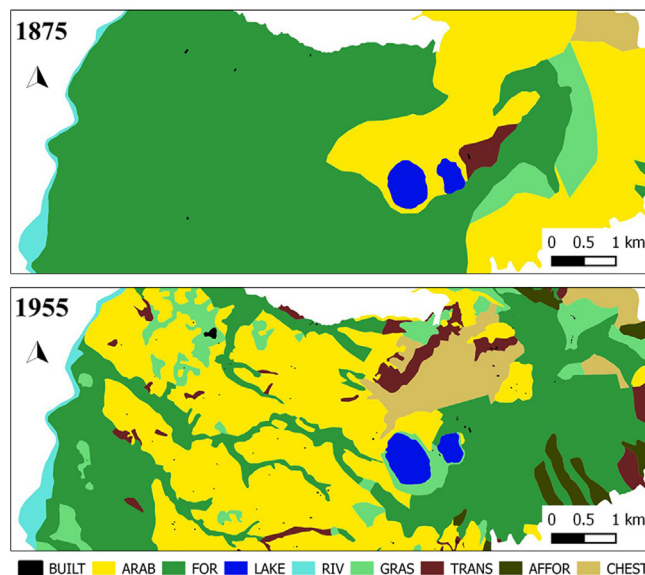 1875
0 0.5 1 km
1955
0 0.5 1 km
BUILT ARAB FOR LAKE RIV GRAS TRANS AFFOR CHEST